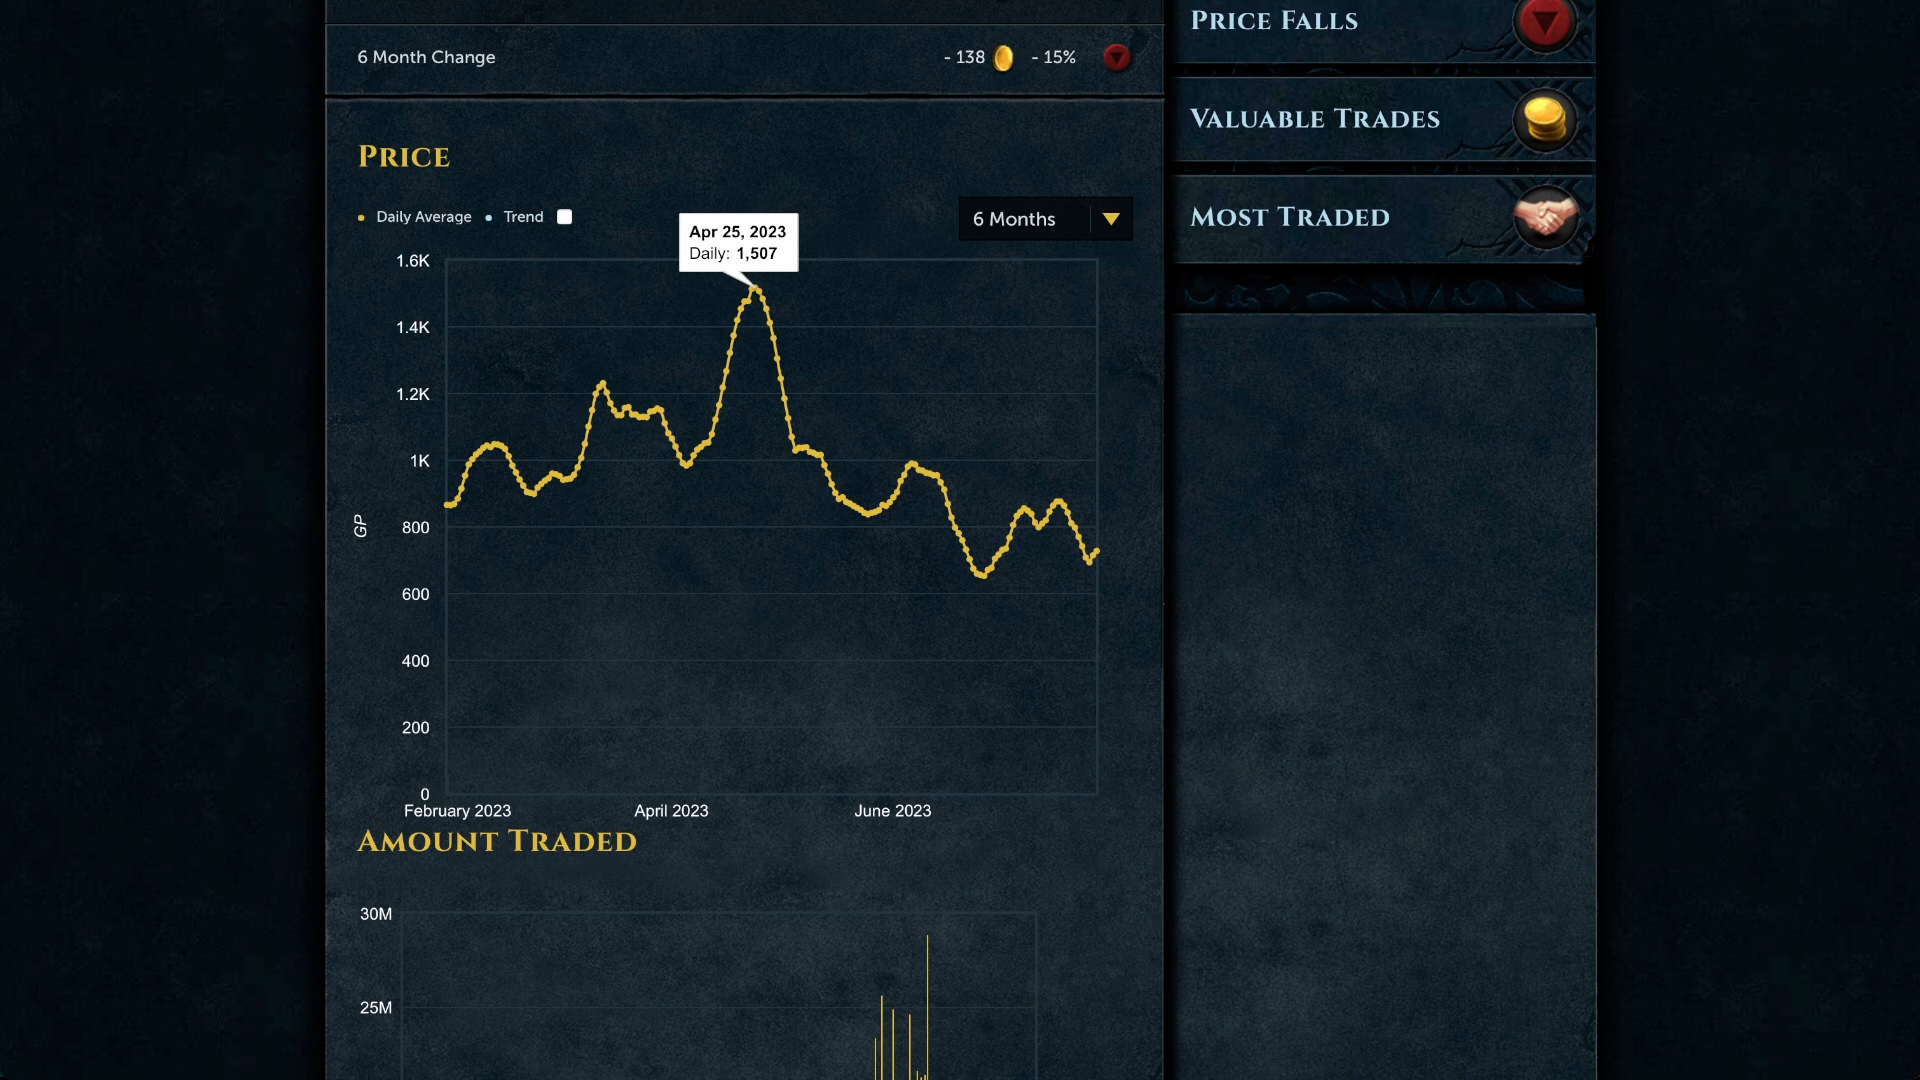 PRICE FALLS
6 Month Change
- 138
- 15%
VALUABLE TRADES
PRICE
Daily Average
Trend
6 Months
MOST TRADED
Apr 25, 2023
Daily: 1,507
1.6K
1.4K
1.2K
1K
800
600
400
200
0
GP
February 2023
April 2023
June 2023
AMOUNT TRADED
30M
25M